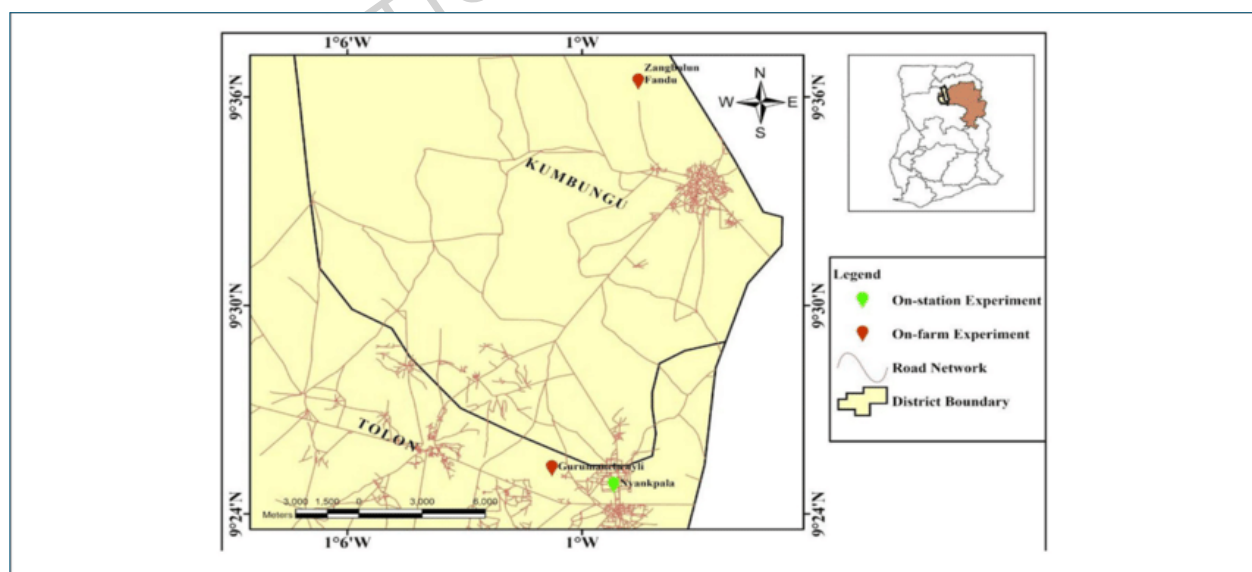 1°6'W
1°W
Zangbalun
Fandu
N
W
E
S
9°36'N
9°36'N
KUMBUNGU
9°30'N
9°30'N
Legend
On-station Experiment
On-farm Experiment
Road Network
District Boundary
TOLON
Nyankpala
3,000 1,500 0 3,000 6,000
Meters
9°24'N
9°24'N
1°6'W
1°W